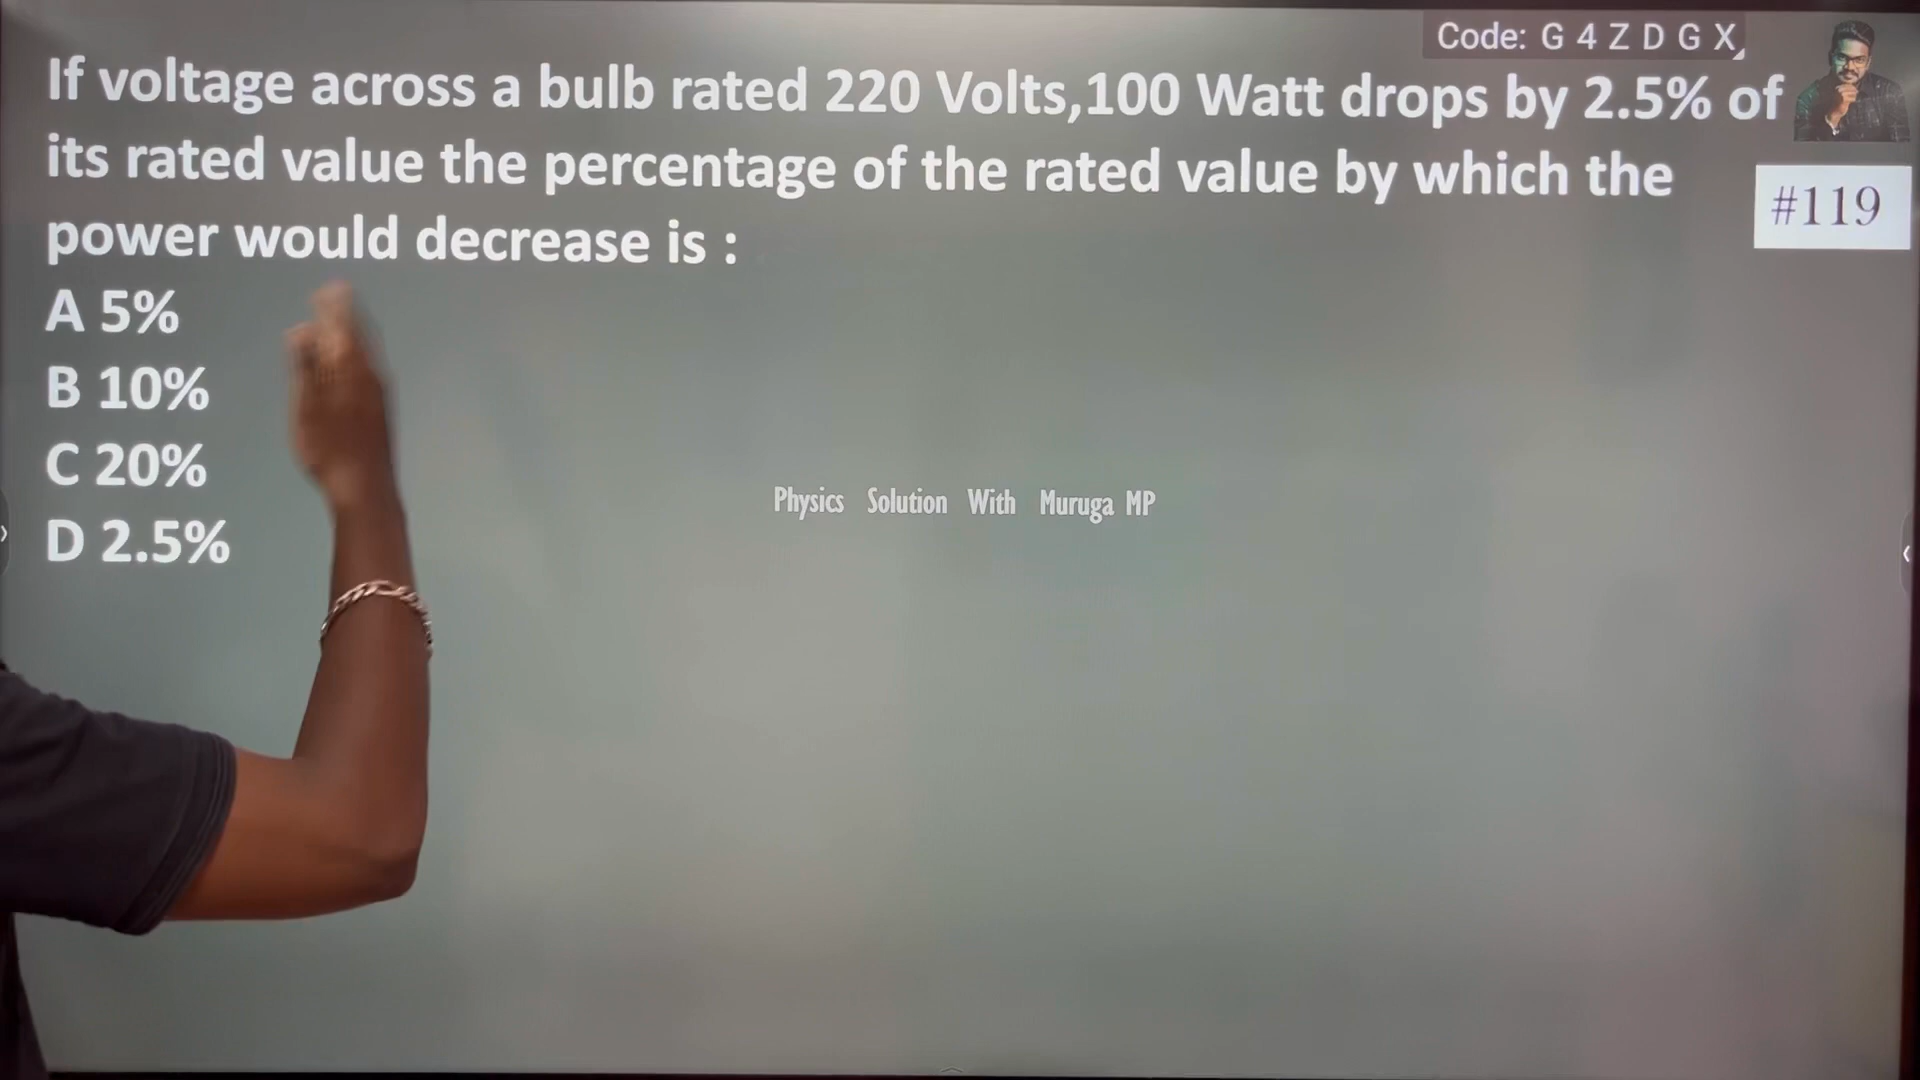 Code: G 4 Z D G X
If voltage across a bulb rated 220 Volts,100 Watt drops by 2.5% of
its rated value the percentage of the rated value by which the
power would decrease is :
#119
A 5%
B 10%
C 20%
D 2.5%
Physics Solution With Muruga MP